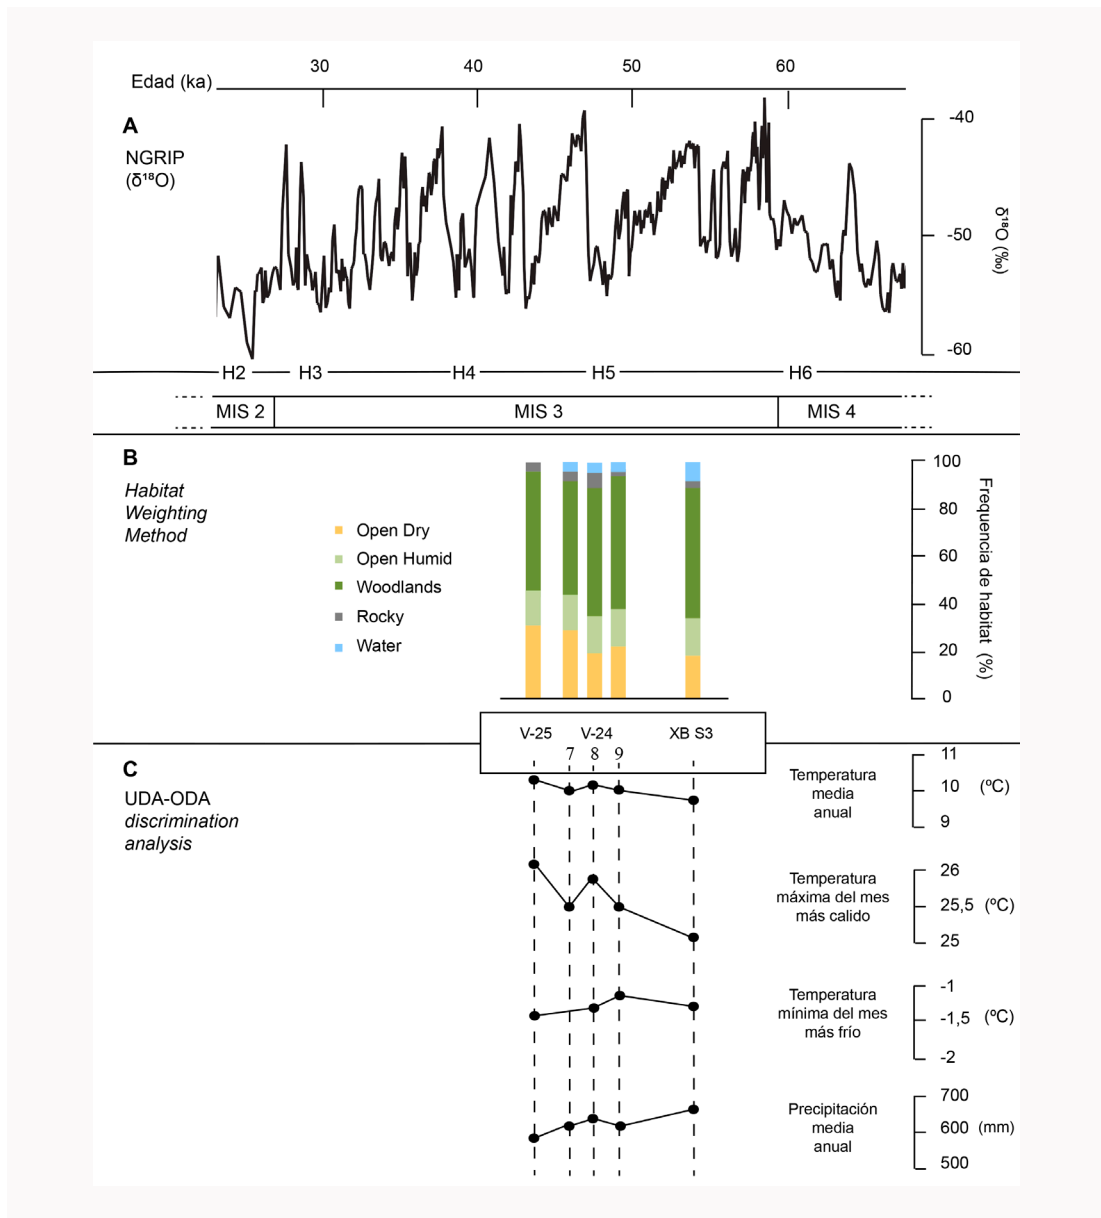 30 40 50 60
Edad (ka)
A
NGRIP
(δ¹⁸O)
-40
-50
-60
δ¹⁸O (‰)
H2 H3 H4 H5 H6
MIS 2 MIS 3 MIS 4
B
Habitat
Weighting
Method
Open Dry
Open Humid
Woodlands
Rocky
Water
100
80
60
40
20
0
Frequencia de habitat (%)
V-25 V-24 XB S3
7 8 9
C
UDA-ODA
discrimination
analysis
Temperatura
media
anual
11
10 (ºC)
9
Temperatura
máxima del mes
más calido
26
25,5 (ºC)
25
Temperatura
mínima del mes
más frío
-1
-1,5 (ºC)
-2
Precipitación
media
anual
700
600 (mm)
500